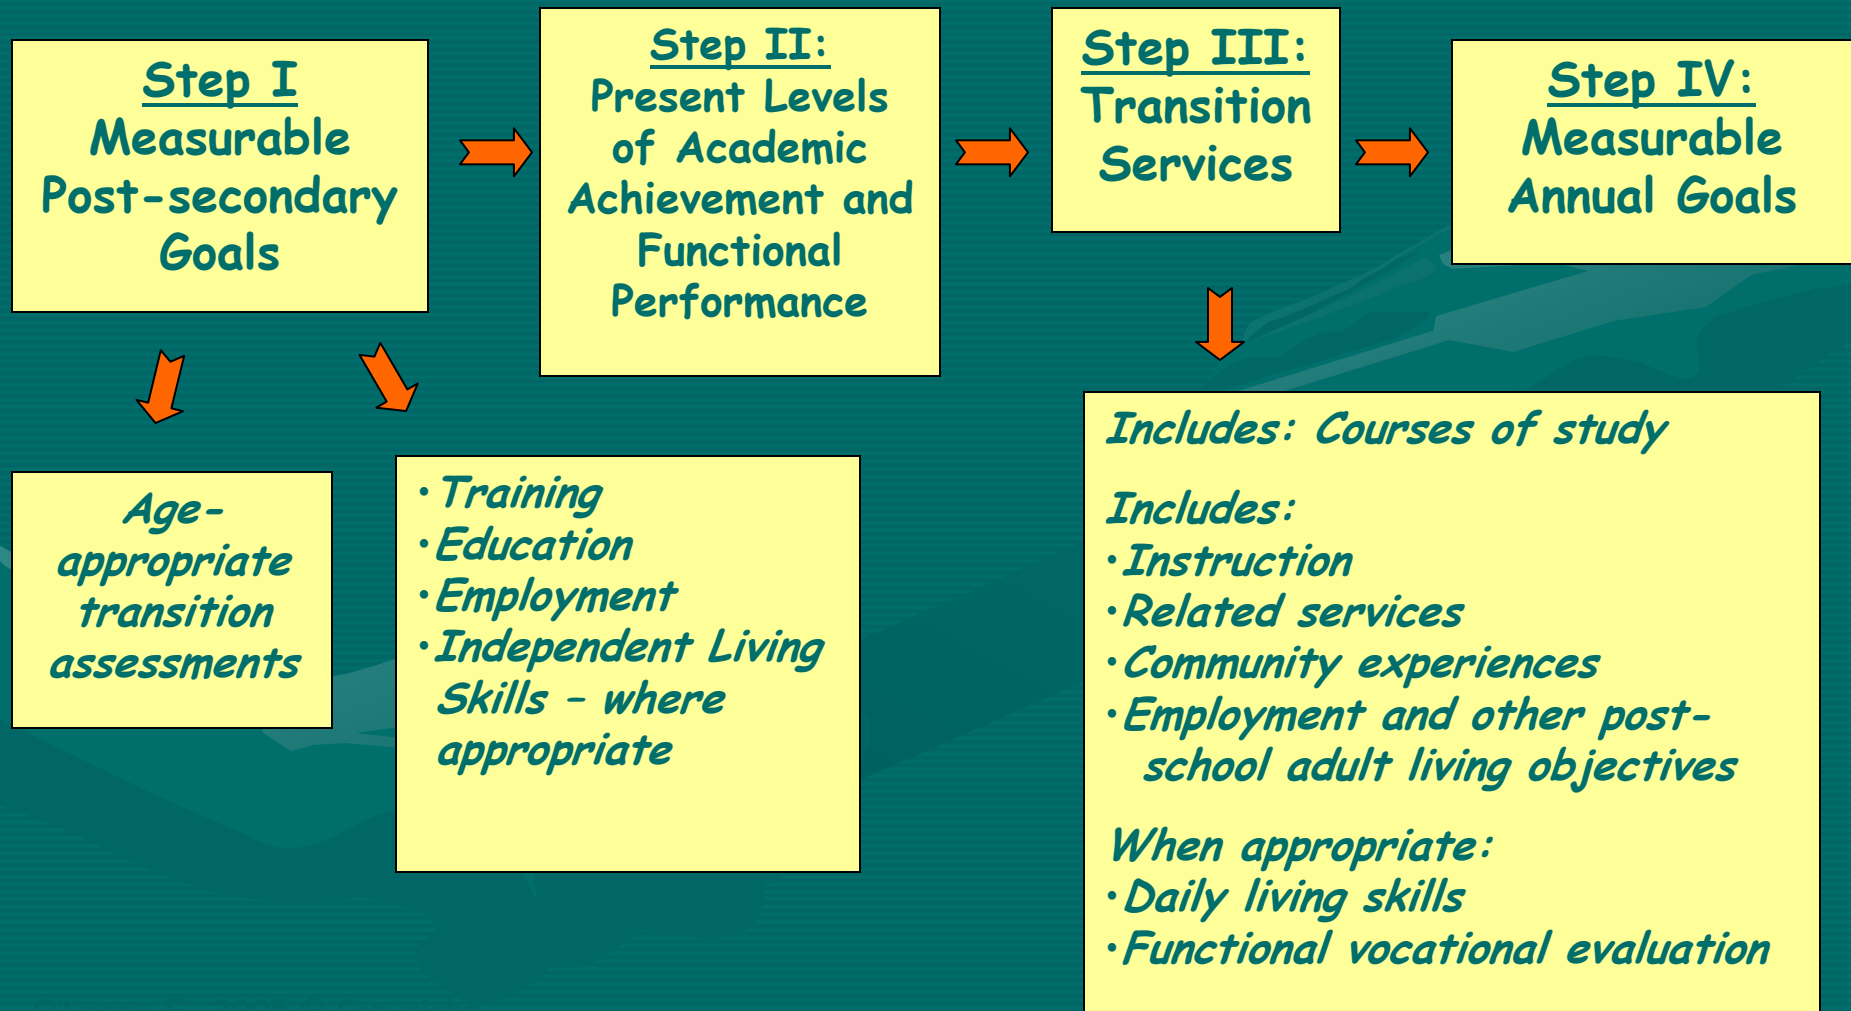 Step I
Measurable
Post-secondary
Goals
Step II:
Present Levels
of Academic
Achievement and
Functional
Performance
Step III:
Transition
Services
Step IV:
Measurable
Annual Goals
Age-
appropriate
transition
assessments
•Training
•Education
•Employment
•Independent Living
Skills – where
appropriate
Includes: Courses of study
Includes:
•Instruction
•Related services
•Community experiences
•Employment and other post-
school adult living objectives
When appropriate:
•Daily living skills
•Functional vocational evaluation